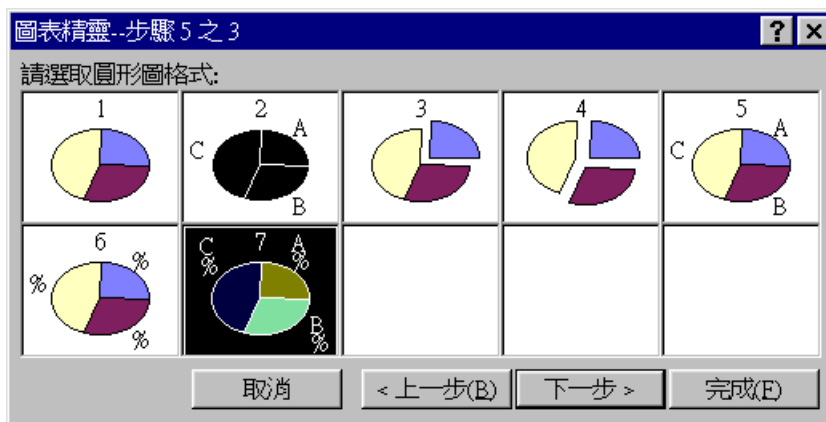 圖表精靈--步驟 5 之 3
? ×
請選取圓形圖格式:
1 2 3 4 5
A A
C C
B B
6 7
% C % A %
% % B %
取消 < 上一步(B) 下一步 > 完成(F)